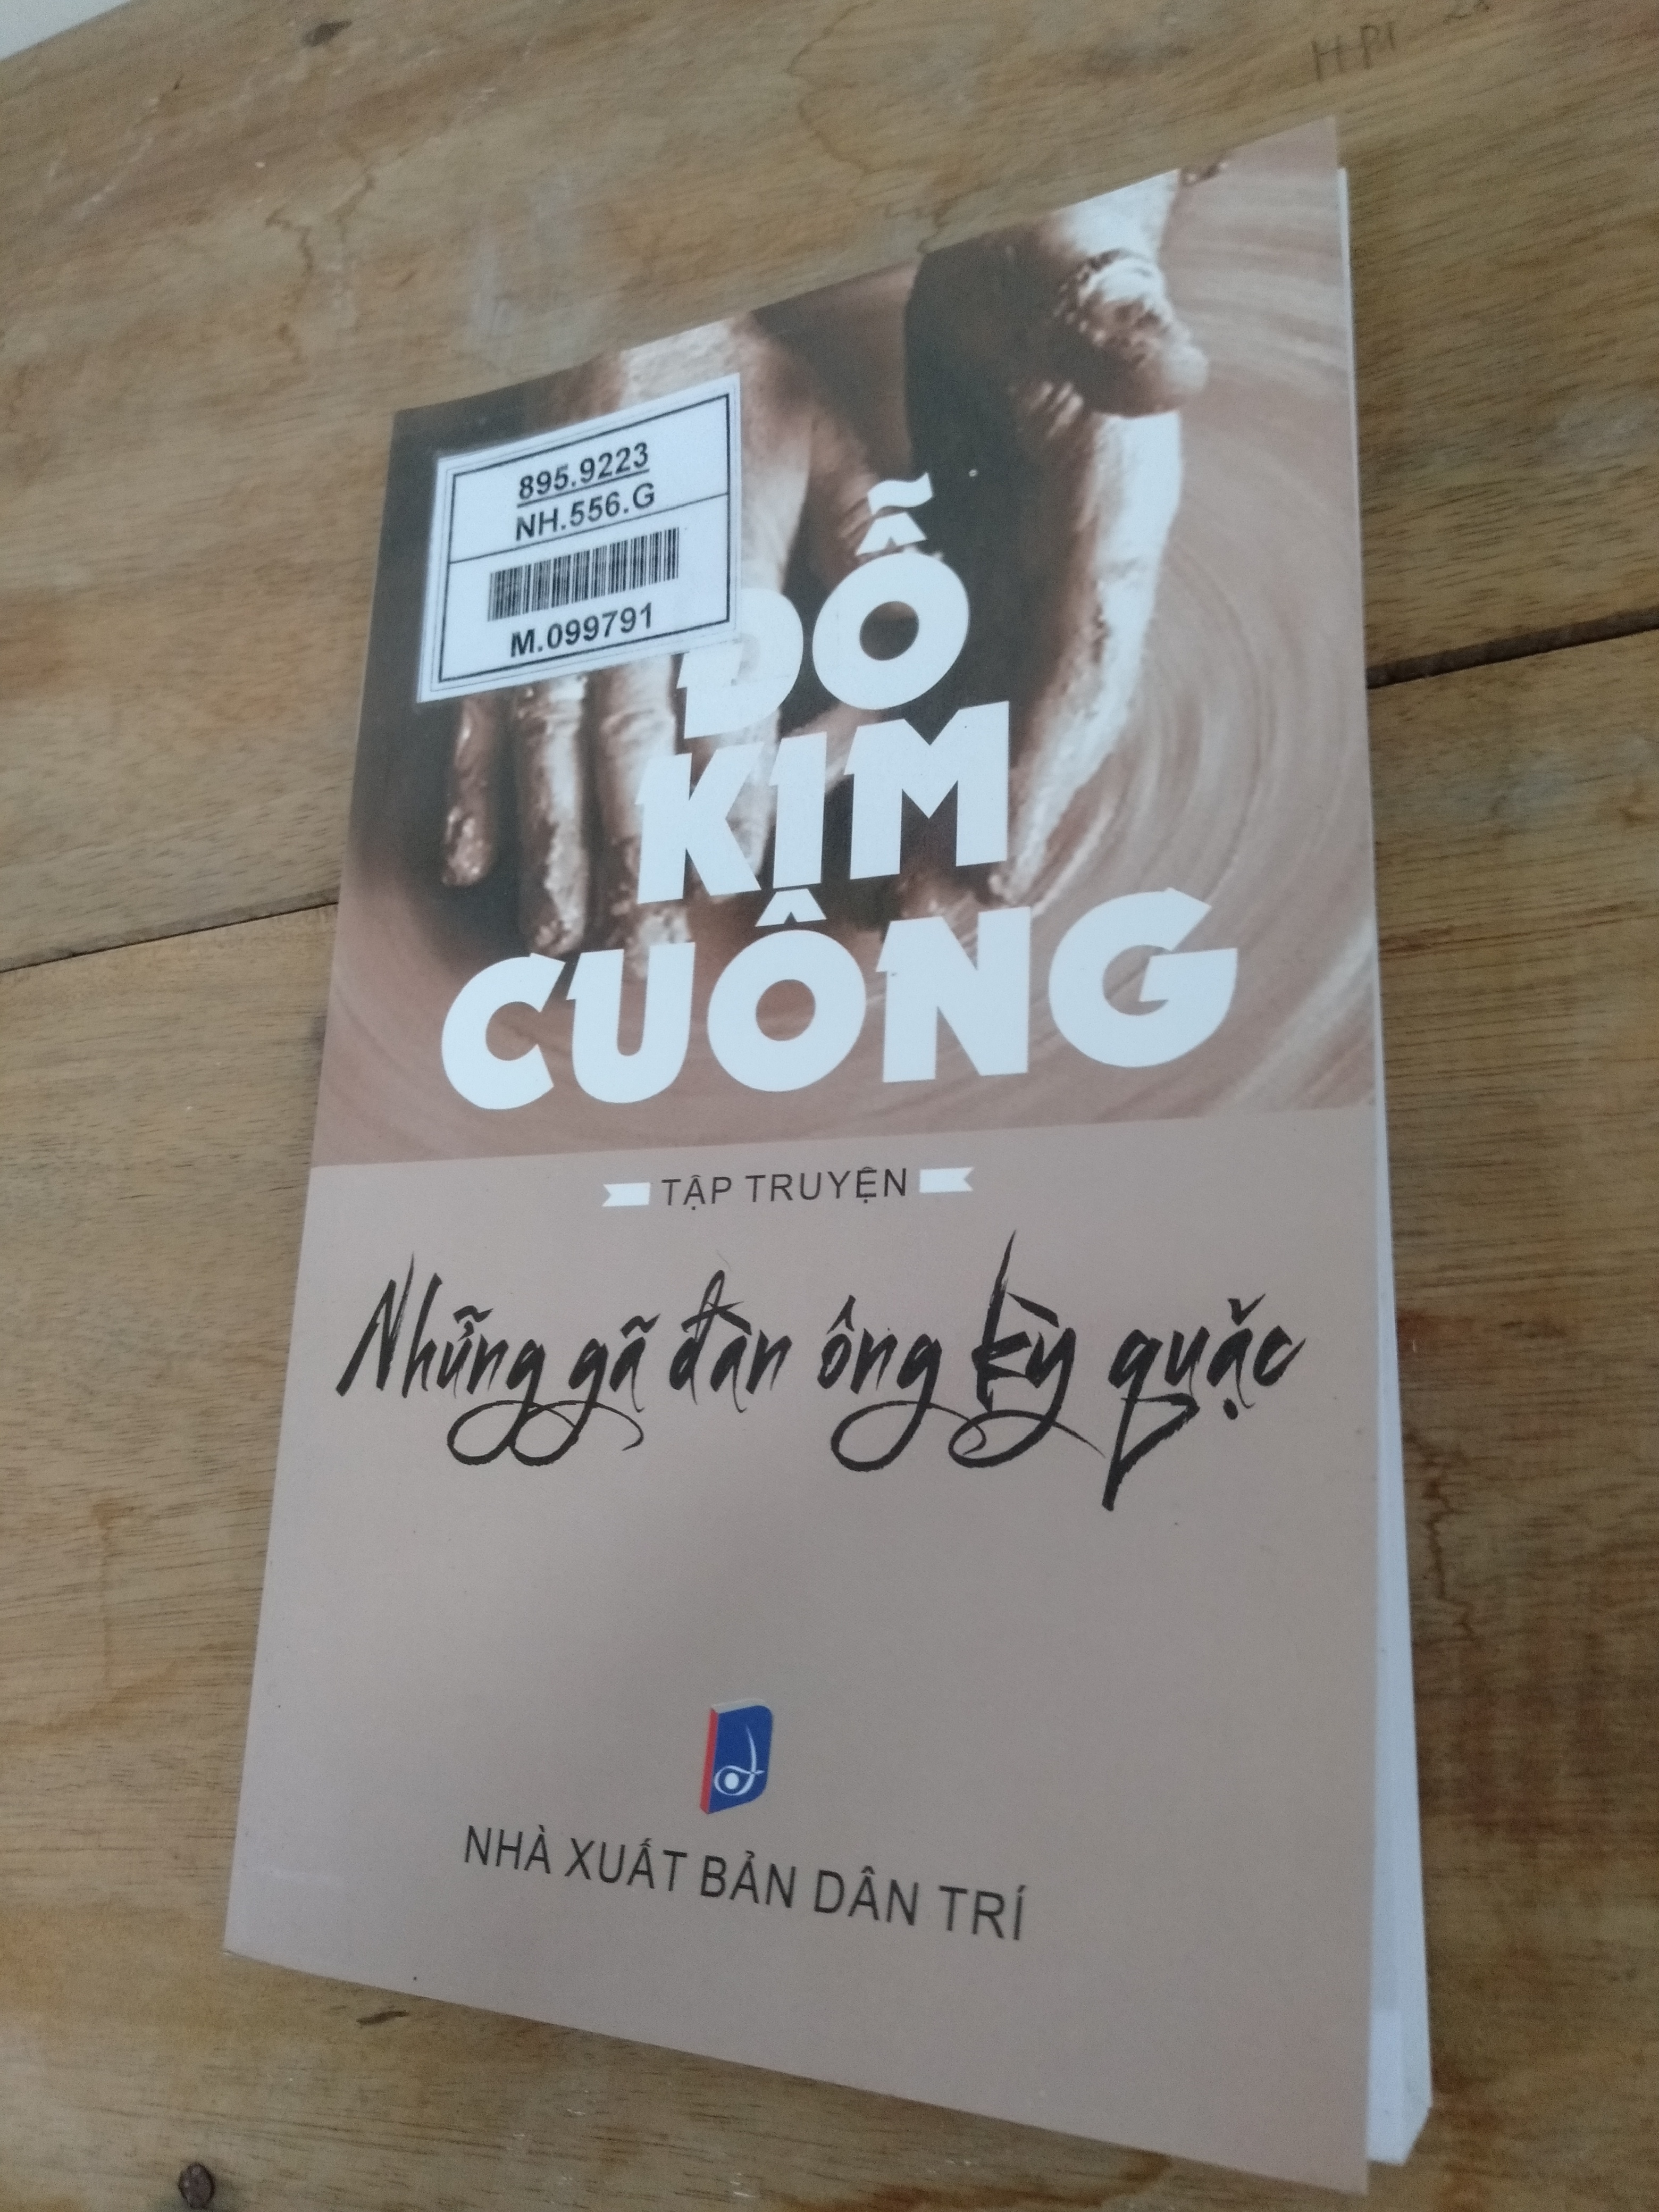 895.9223
NH.556.G
M.099791
ĐỖ
KIM
CUÔNG
TẬP TRUYỆN
Những gã đàn ông kỳ quặc
NHÀ XUẤT BẢN DÂN TRÍ